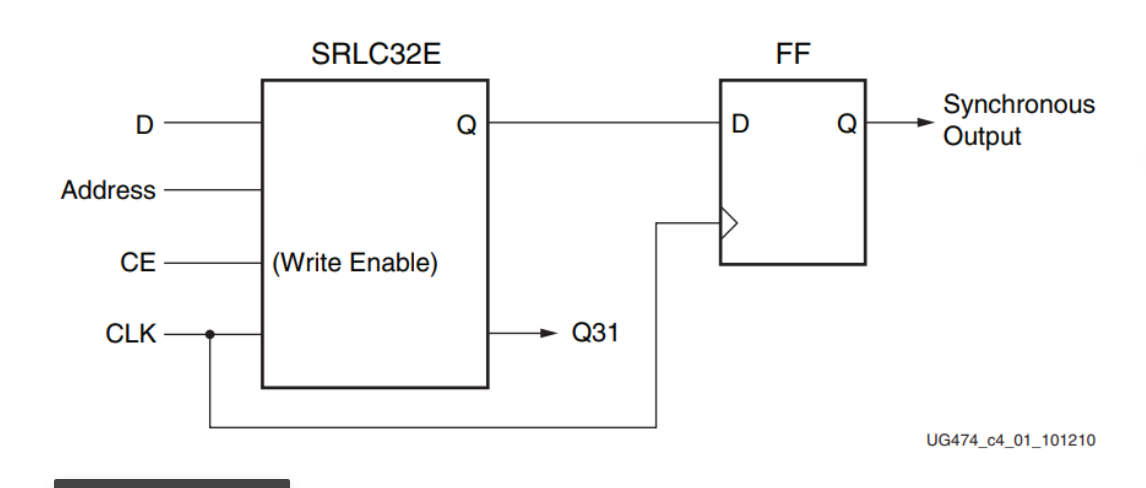 SRLC32E
FF
D
Q
D
Q
Synchronous
Output
Address
CE
(Write Enable)
CLK
Q31
UG474_c4_01_101210